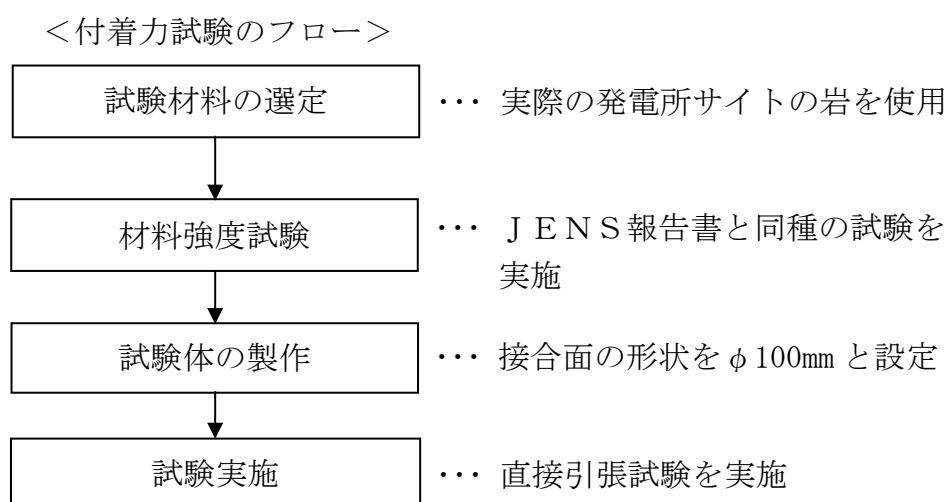 ＜付着力試験のフロー＞
試験材料の選定 ･･･ 実際の発電所サイトの岩を使用
材料強度試験 ･･･ ＪＥＮＳ報告書と同種の試験を
実施
試験体の製作 ･･･ 接合面の形状をφ100mmと設定
試験実施 ･･･ 直接引張試験を実施